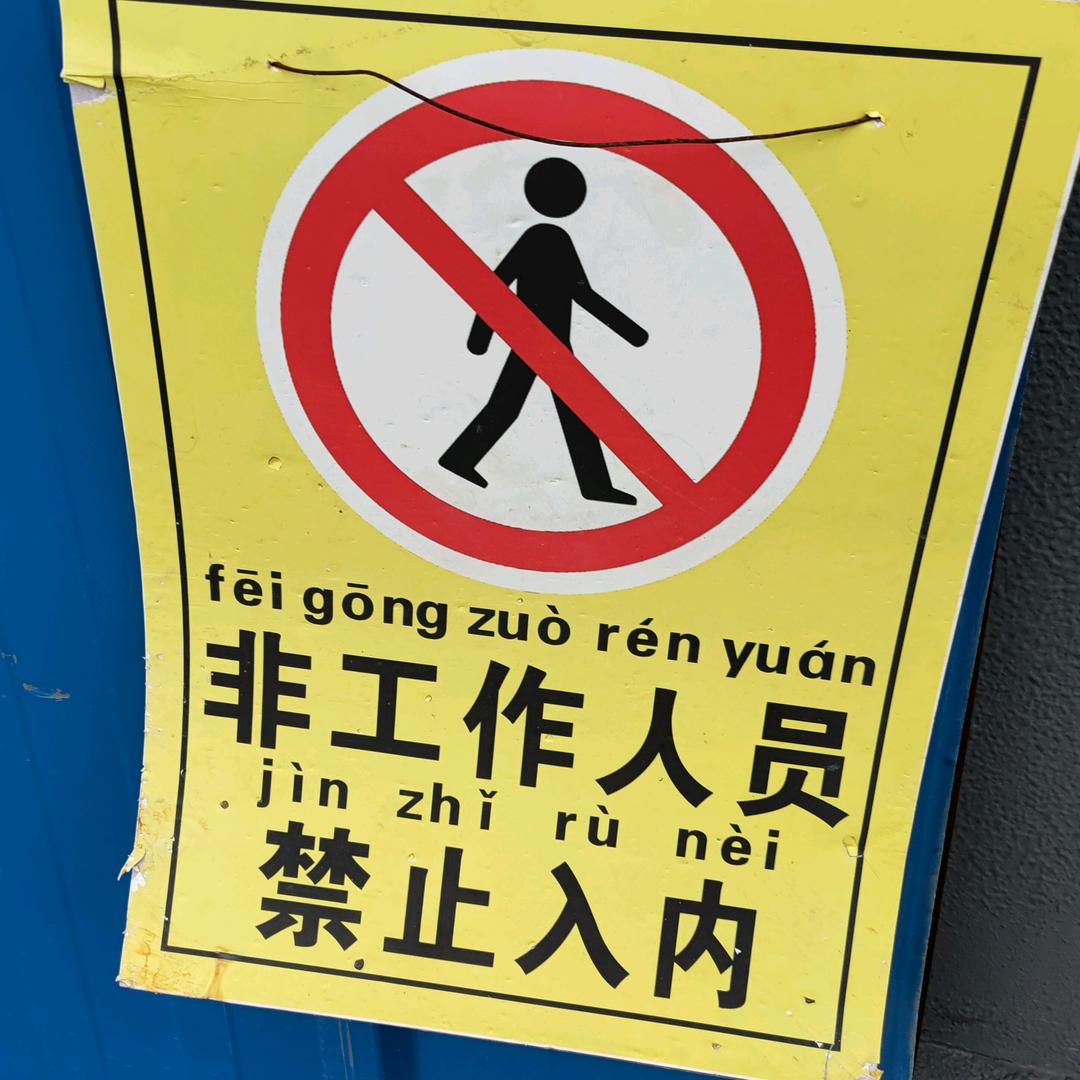 fēi gōng zuò rén yuán
非工作人员
jìn zhǐ rù nèi
禁止入内